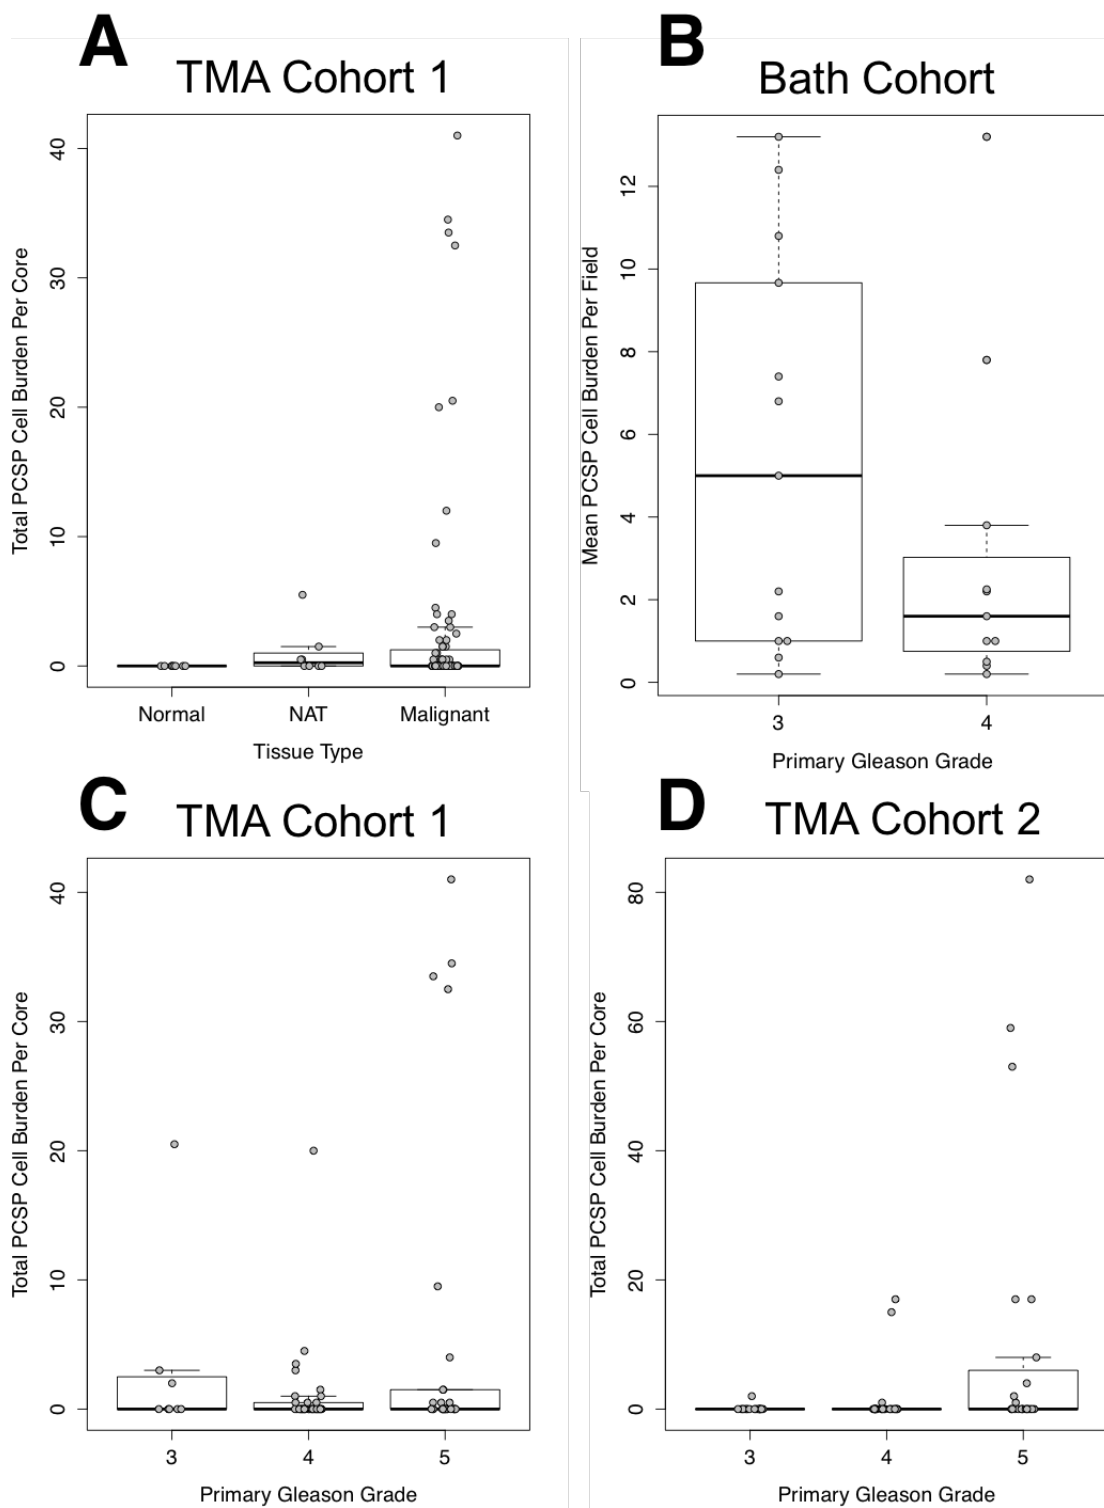 A
TMA Cohort 1
Total PCSP Cell Burden Per Core
40
30
20
10
0
Normal
NAT
Malignant
Tissue Type
B
Bath Cohort
Mean PCSP Cell Burden Per Field
12
10
8
6
4
2
0
3
4
Primary Gleason Grade
C
TMA Cohort 1
Total PCSP Cell Burden Per Core
40
30
20
10
0
3
4
5
Primary Gleason Grade
D
TMA Cohort 2
Total PCSP Cell Burden Per Core
80
60
40
20
0
3
4
5
Primary Gleason Grade